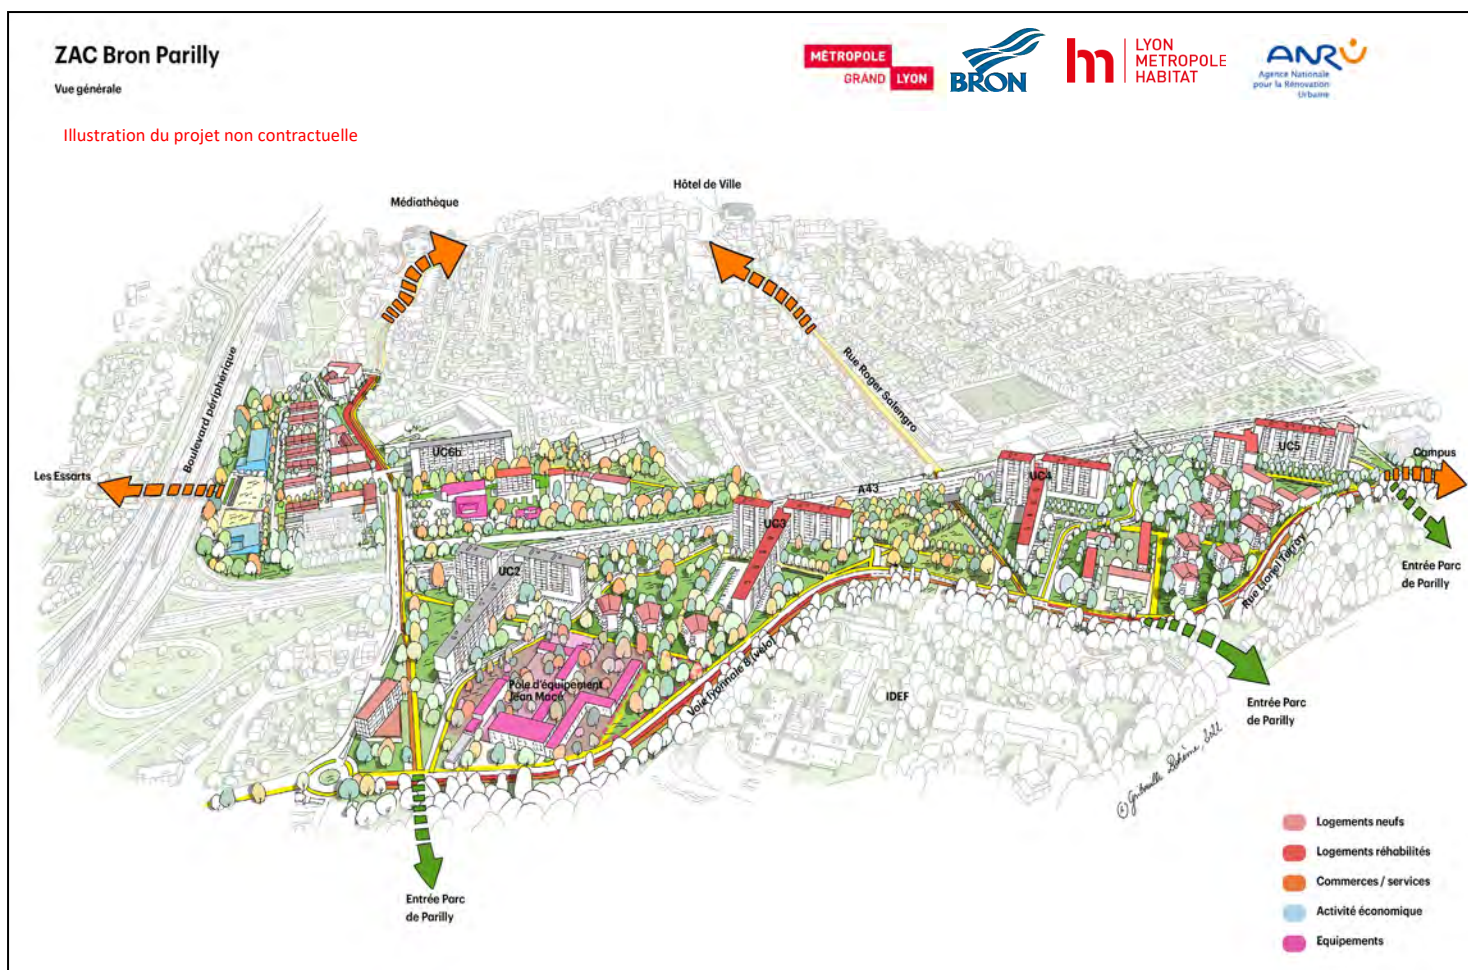 ZAC Bron Parilly
Vue générale
Illustration du projet non contractuelle
MÉTROPOLE
GRAND LYON
BRON
LYON
METROPOLE
HABITAT
ANRU
Agence Nationale
pour la Rénovation
Urbaine
Hôtel de Ville
Médiathèque
Boulevard périphérique
Rue Roger Salengro
Les Essarts
UC6b
UC5
Campus
UC4
A43
UC3
UC2
Entrée Parc
de Parilly
Rue Lionel Terray
Pôle d'équipement
Jean Macé
Voie lyonnaise 8 (vélo)
IDEF
Entrée Parc
de Parilly
Entrée Parc
de Parilly
Logements neufs
Logements réhabilités
Commerces / services
Activité économique
Equipements